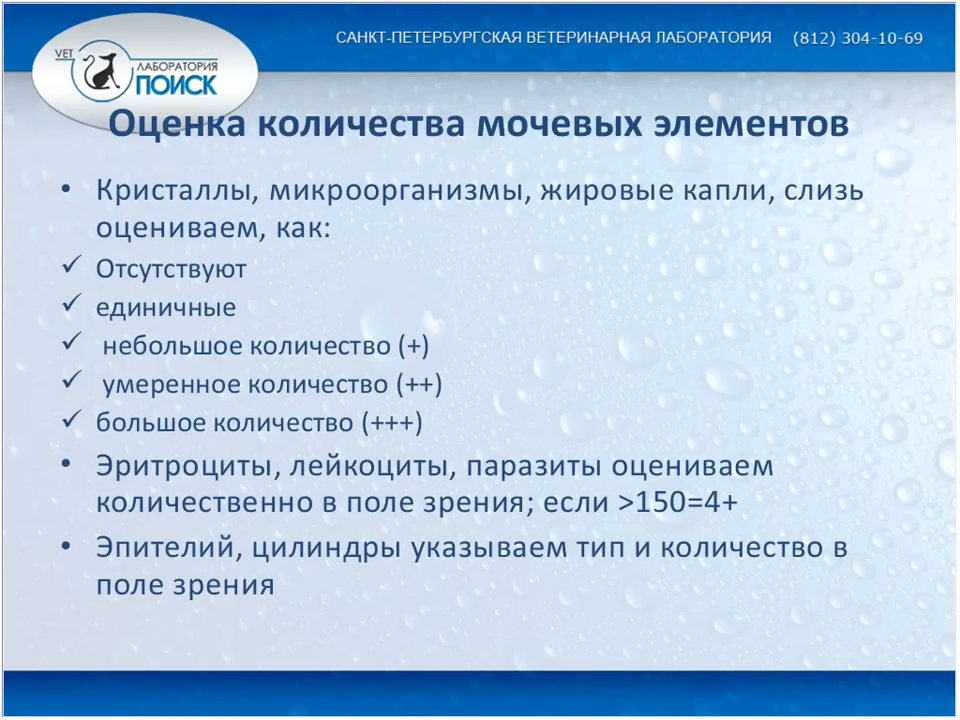 САНКТ-ПЕТЕРБУРГСКАЯ ВЕТЕРИНАРНАЯ ЛАБОРАТОРИЯ (812) 304-10-69
VET
ЛАБОРАТОРИЯ
ПОИСК
Оценка количества мочевых элементов
• Кристаллы, микроорганизмы, жировые капли, слизь
оцениваем, как:
✓ Отсутствуют
✓ единичные
✓ небольшое количество (+)
✓ умеренное количество (++)
✓ большое количество (+++)
• Эритроциты, лейкоциты, паразиты оцениваем
количественно в поле зрения; если >150=4+
• Эпителий, цилиндры указываем тип и количество в
поле зрения